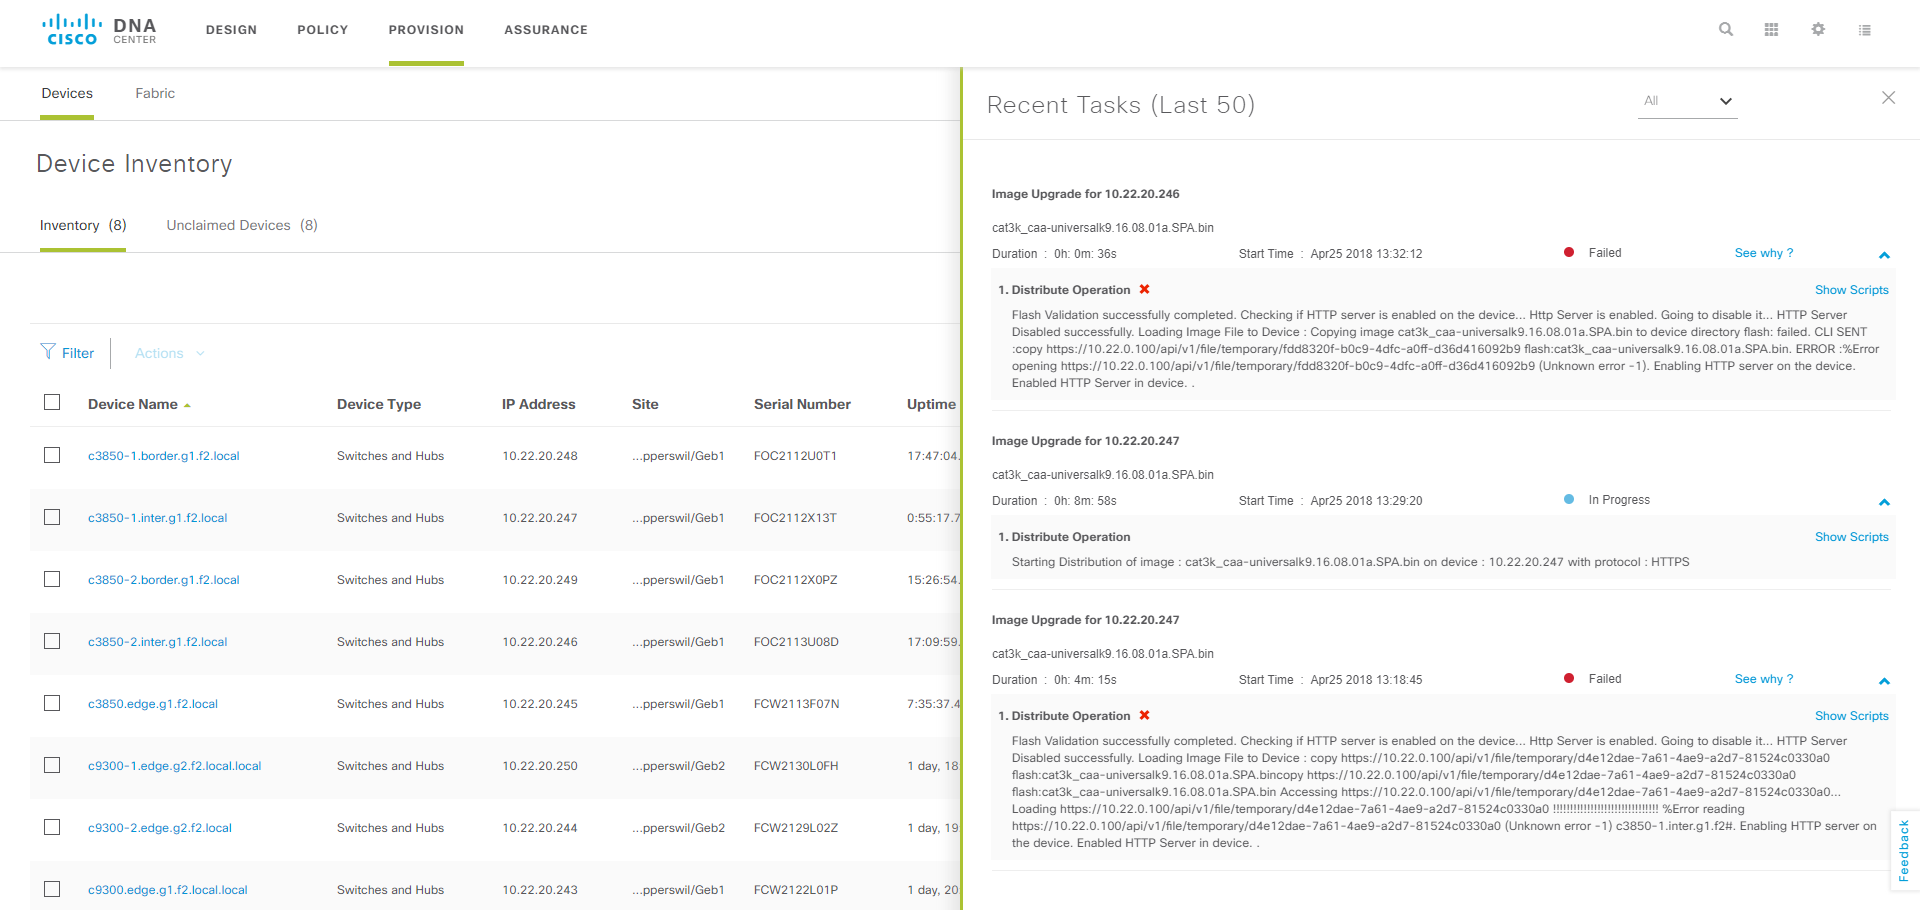 CISCO DNA CENTER
DESIGN POLICY PROVISION ASSURANCE
Devices Fabric
Device Inventory
Inventory (8) Unclaimed Devices (8)
Filter Actions
Device Name Device Type IP Address Site Serial Number Uptime
c3850-1.border.g1.f2.local Switches and Hubs 10.22.20.248 ...pperswil/Geb1 FOC2112U0T1 17:47:04.
c3850-1.inter.g1.f2.local Switches and Hubs 10.22.20.247 ...pperswil/Geb1 FOC2112X13T 0:55:17.7
c3850-2.border.g1.f2.local Switches and Hubs 10.22.20.249 ...pperswil/Geb1 FOC2112X0PZ 15:26:54.
c3850-2.inter.g1.f2.local Switches and Hubs 10.22.20.246 ...pperswil/Geb1 FOC2113U08D 17:09:59.
c3850.edge.g1.f2.local Switches and Hubs 10.22.20.245 ...pperswil/Geb1 FCW2113F07N 7:35:37.4
c9300-1.edge.g2.f2.local.local Switches and Hubs 10.22.20.250 ...pperswil/Geb2 FCW2130L0FH 1 day, 18
c9300-2.edge.g2.f2.local Switches and Hubs 10.22.20.244 ...pperswil/Geb2 FCW2129L02Z 1 day, 19
c9300.edge.g1.f2.local.local Switches and Hubs 10.22.20.243 ...pperswil/Geb1 FCW2122L01P 1 day, 20
Recent Tasks (Last 50) All
Image Upgrade for 10.22.20.246
cat3k_caa-universalk9.16.08.01a.SPA.bin
Duration : 0h: 0m: 36s Start Time : Apr25 2018 13:32:12 Failed See why ?
1. Distribute Operation Show Scripts
Flash Validation successfully completed. Checking if HTTP server is enabled on the device... Http Server is enabled. Going to disable it... HTTP Server
Disabled successfully. Loading Image File to Device : Copying image cat3k_caa-universalk9.16.08.01a.SPA.bin to device directory flash: failed. CLI SENT
:copy https://10.22.0.100/api/v1/file/temporary/fdd8320f-b0c9-4dfc-a0ff-d36d416092b9 flash:cat3k_caa-universalk9.16.08.01a.SPA.bin. ERROR :%Error
opening https://10.22.0.100/api/v1/file/temporary/fdd8320f-b0c9-4dfc-a0ff-d36d416092b9 (Unknown error -1). Enabling HTTP server on the device.
Enabled HTTP Server in device. .
Image Upgrade for 10.22.20.247
cat3k_caa-universalk9.16.08.01a.SPA.bin
Duration : 0h: 8m: 58s Start Time : Apr25 2018 13:29:20 In Progress
1. Distribute Operation Show Scripts
Starting Distribution of image : cat3k_caa-universalk9.16.08.01a.SPA.bin on device : 10.22.20.247 with protocol : HTTPS
Image Upgrade for 10.22.20.247
cat3k_caa-universalk9.16.08.01a.SPA.bin
Duration : 0h: 4m: 15s Start Time : Apr25 2018 13:18:45 Failed See why ?
1. Distribute Operation Show Scripts
Flash Validation successfully completed. Checking if HTTP server is enabled on the device... Http Server is enabled. Going to disable it... HTTP Server
Disabled successfully. Loading Image File to Device : copy https://10.22.0.100/api/v1/file/temporary/d4e12dae-7a61-4ae9-a2d7-81524c0330a0
flash:cat3k_caa-universalk9.16.08.01a.SPA.bincopy https://10.22.0.100/api/v1/file/temporary/d4e12dae-7a61-4ae9-a2d7-81524c0330a0
flash:cat3k_caa-universalk9.16.08.01a.SPA.bin Accessing https://10.22.0.100/api/v1/file/temporary/d4e12dae-7a61-4ae9-a2d7-81524c0330a0...
Loading https://10.22.0.100/api/v1/file/temporary/d4e12dae-7a61-4ae9-a2d7-81524c0330a0 !!!!!!!!!!!!!!!!!!!!!!!!!!!!!!! %Error reading
https://10.22.0.100/api/v1/file/temporary/d4e12dae-7a61-4ae9-a2d7-81524c0330a0 (Unknown error -1) c3850-1.inter.g1.f2#. Enabling HTTP server on
the device. Enabled HTTP Server in device. .
Feedback